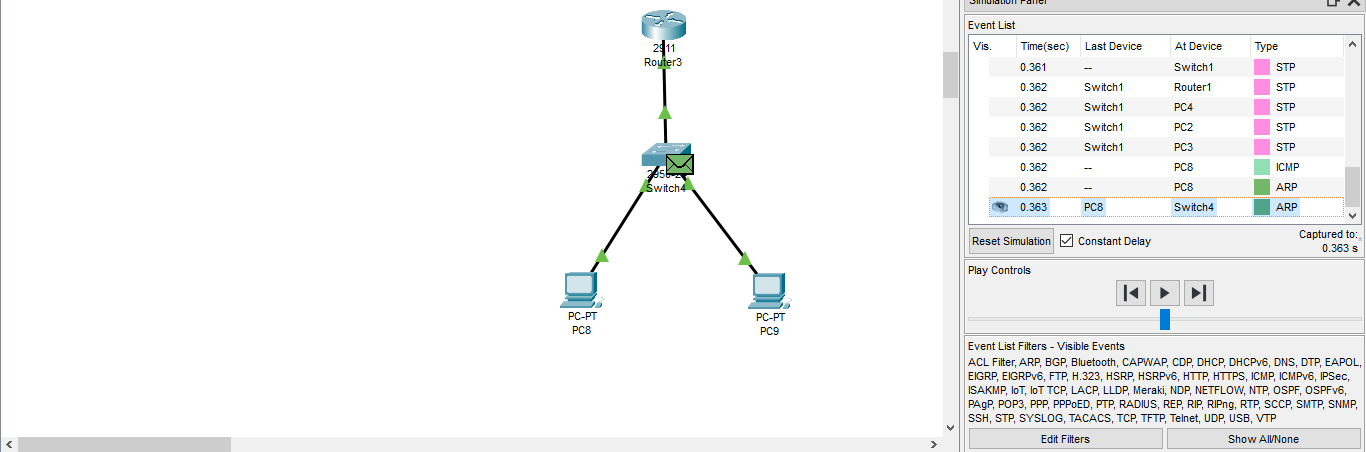 2911
Router3
Switch4
PC-PT
PC8
PC-PT
PC9
Simulation Panel
Event List
Vis. Time(sec) Last Device At Device Type
0.361 -- Switch1 STP
0.362 Switch1 Router1 STP
0.362 Switch1 PC4 STP
0.362 Switch1 PC2 STP
0.362 Switch1 PC3 STP
0.362 -- PC8 ICMP
0.362 -- PC8 ARP
0.363 PC8 Switch4 ARP
Reset Simulation Constant Delay
Captured to:
0.363 s
Play Controls
Event List Filters - Visible Events
ACL Filter, ARP, BGP, Bluetooth, CAPWAP, CDP, DHCP, DHCPv6, DNS, DTP, EAPOL,
EIGRP, EIGRPv6, FTP, H.323, HSRP, HSRPv6, HTTP, HTTPS, ICMP, ICMPv6, IPSec,
ISAKMP, IoT, IoT TCP, LACP, LLDP, Meraki, NDP, NETFLOW, NTP, OSPF, OSPFv6,
PAgP, POP3, PPP, PPPoED, PTP, RADIUS, REP, RIP, RIPng, RTP, SCCP, SMTP, SNMP,
SSH, STP, SYSLOG, TACACS, TCP, TFTP, Telnet, UDP, USB, VTP
Edit Filters Show All/None